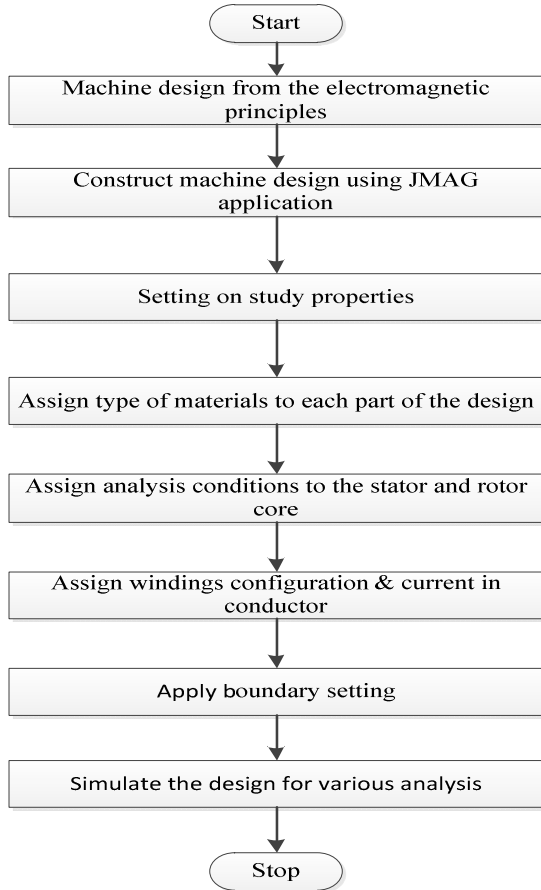 Start
Machine design from the electromagnetic
principles
Construct machine design using JMAG
application
Setting on study properties
Assign type of materials to each part of the design
Assign analysis conditions to the stator and rotor
core
Assign windings configuration & current in
conductor
Apply boundary setting
Simulate the design for various analysis
Stop